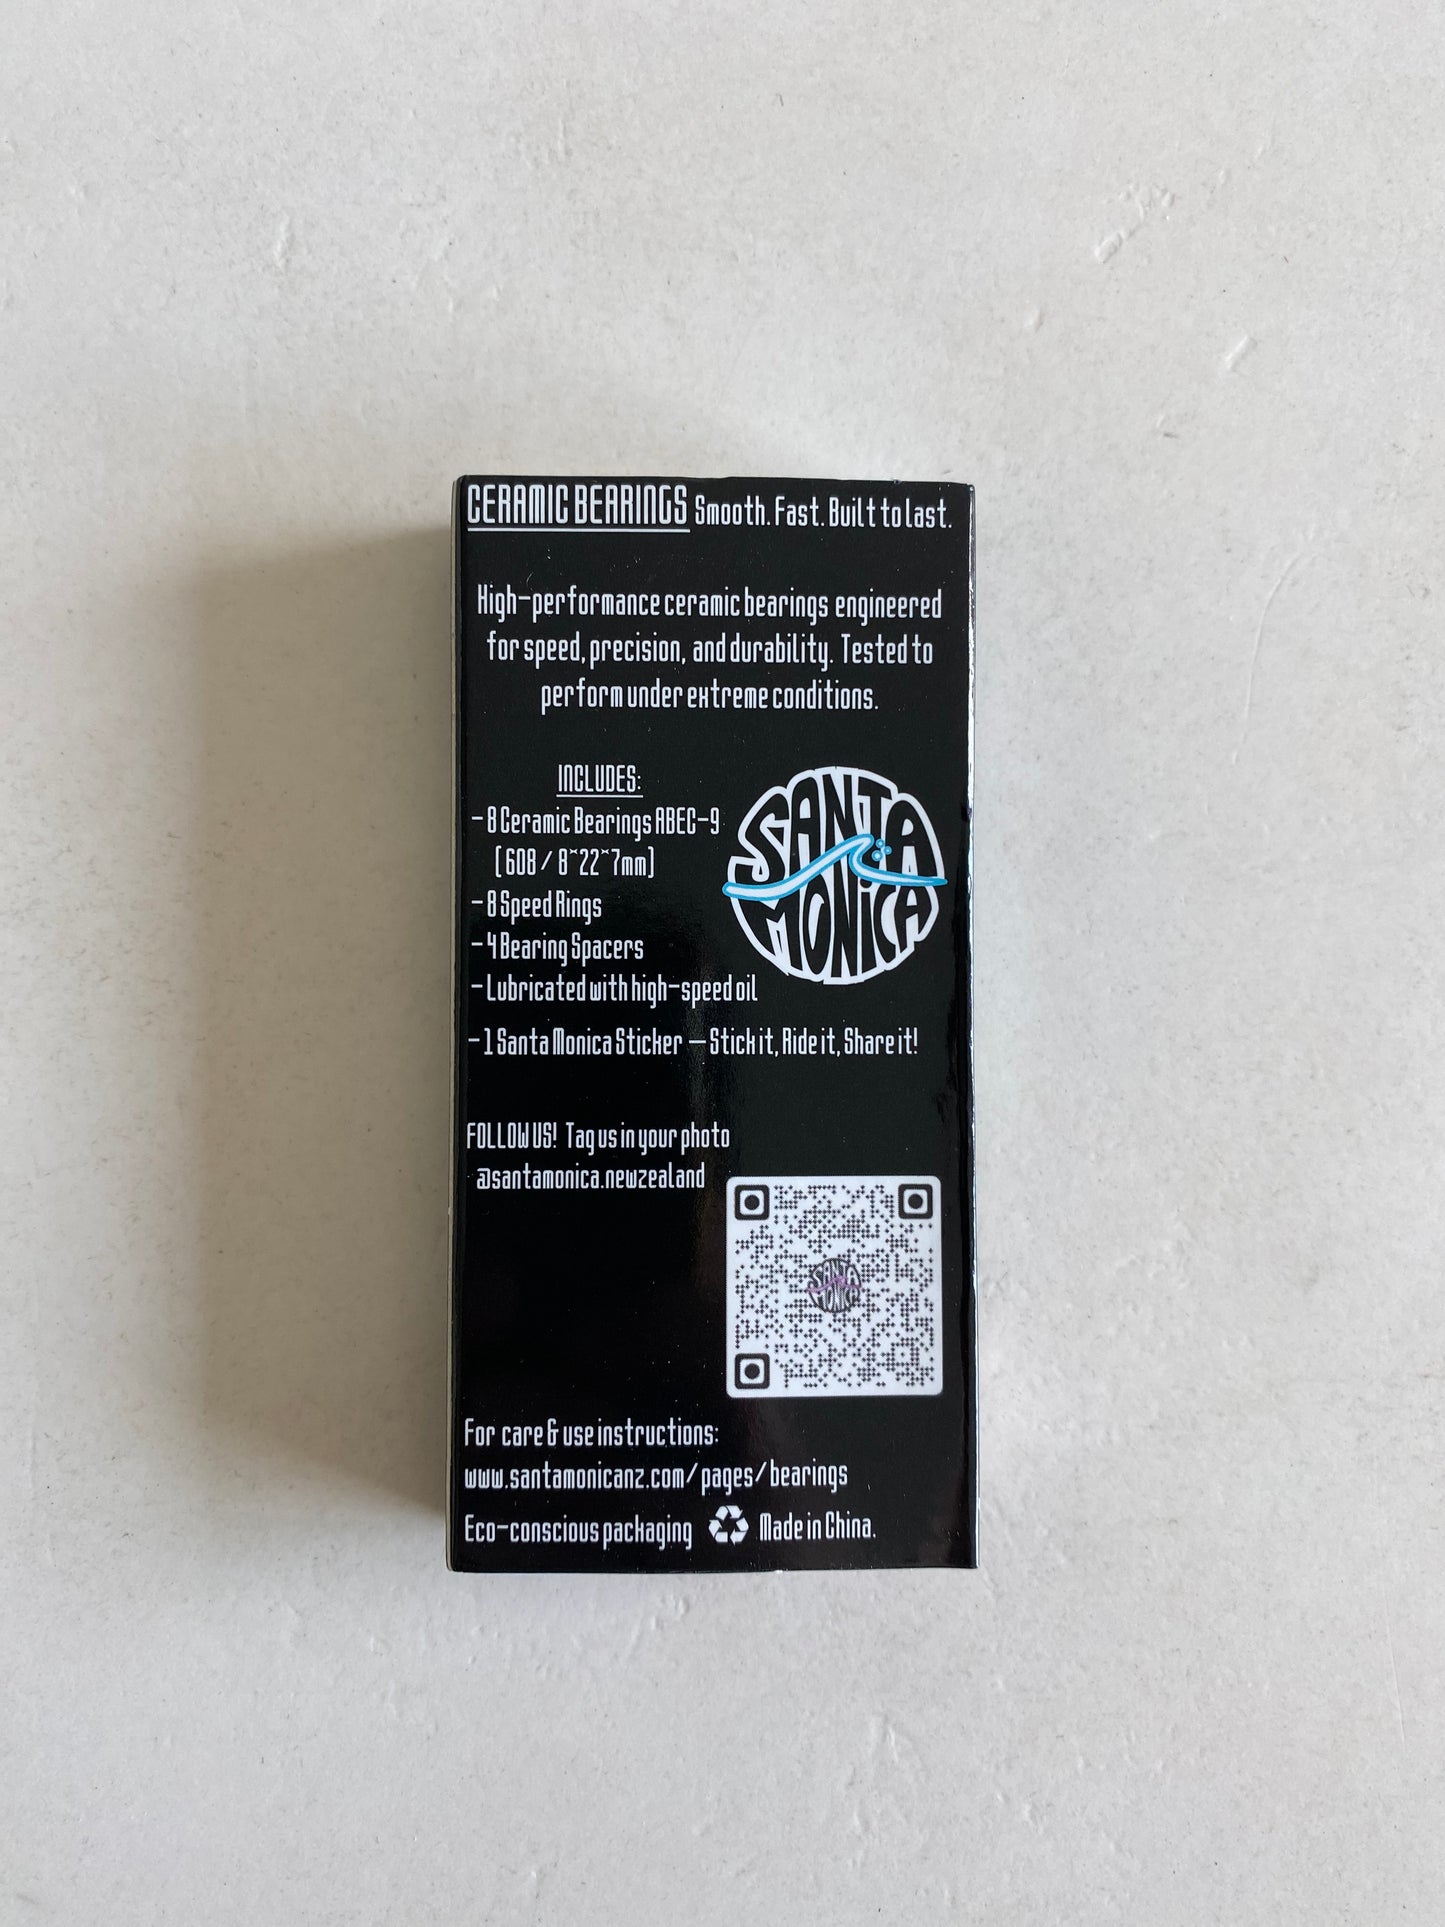 CERAMIC BEARINGS Smooth. Fast. Built to last.
High-performance ceramic bearings engineered
for speed, precision, and durability. Tested to
perform under extreme conditions.
INCLUDES:
- 8 Ceramic Bearings ABEC-9
(608 / 8*22*7mm)
- 8 Speed Rings
- 4 Bearing Spacers
- Lubricated with high-speed oil
- 1 Santa Monica Sticker — Stick it, Ride it, Share it!
SANTA
MONICA
FOLLOW US! Tag us in your photo
@santamonica.newzealand
SANTA
MONICA
For care & use instructions:
www.santamonicanz.com/pages/bearings
Eco-conscious packaging Made in China.